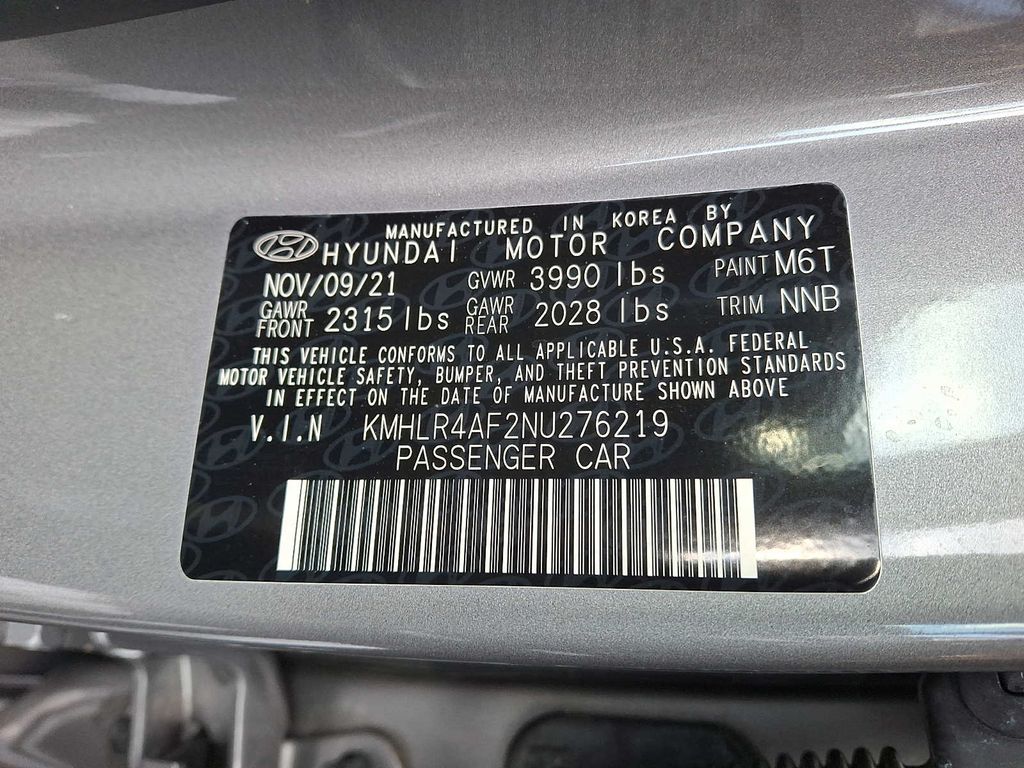 MANUFACTURED IN KOREA BY
HYUNDAI MOTOR COMPANY
NOV/09/21 GVWR 3990 lbs PAINT M6T
GAWR FRONT 2315 lbs GAWR REAR 2028 lbs TRIM NNB
THIS VEHICLE CONFORMS TO ALL APPLICABLE U.S.A. FEDERAL
MOTOR VEHICLE SAFETY, BUMPER, AND THEFT PREVENTION STANDARDS
IN EFFECT ON THE DATE OF MANUFACTURE SHOWN ABOVE
V.I.N KMHLR4AF2NU276219
PASSENGER CAR